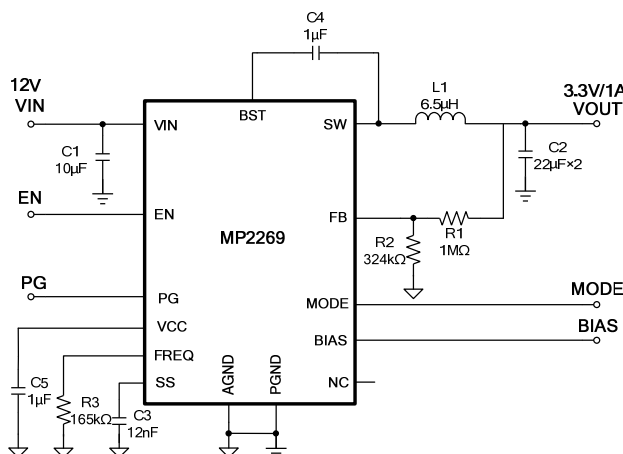 C4
1µF
12V
VIN
BST
VIN
SW
L1
6.5µH
3.3V/1A
VOUT
C1
10µF
C2
22µF×2
EN
EN
FB
MP2269
R2
324kΩ
R1
1MΩ
PG
PG
MODE
MODE
VCC
BIAS
BIAS
FREQ
SS
AGND
PGND
NC
C5
1µF
R3
165kΩ
C3
12nF